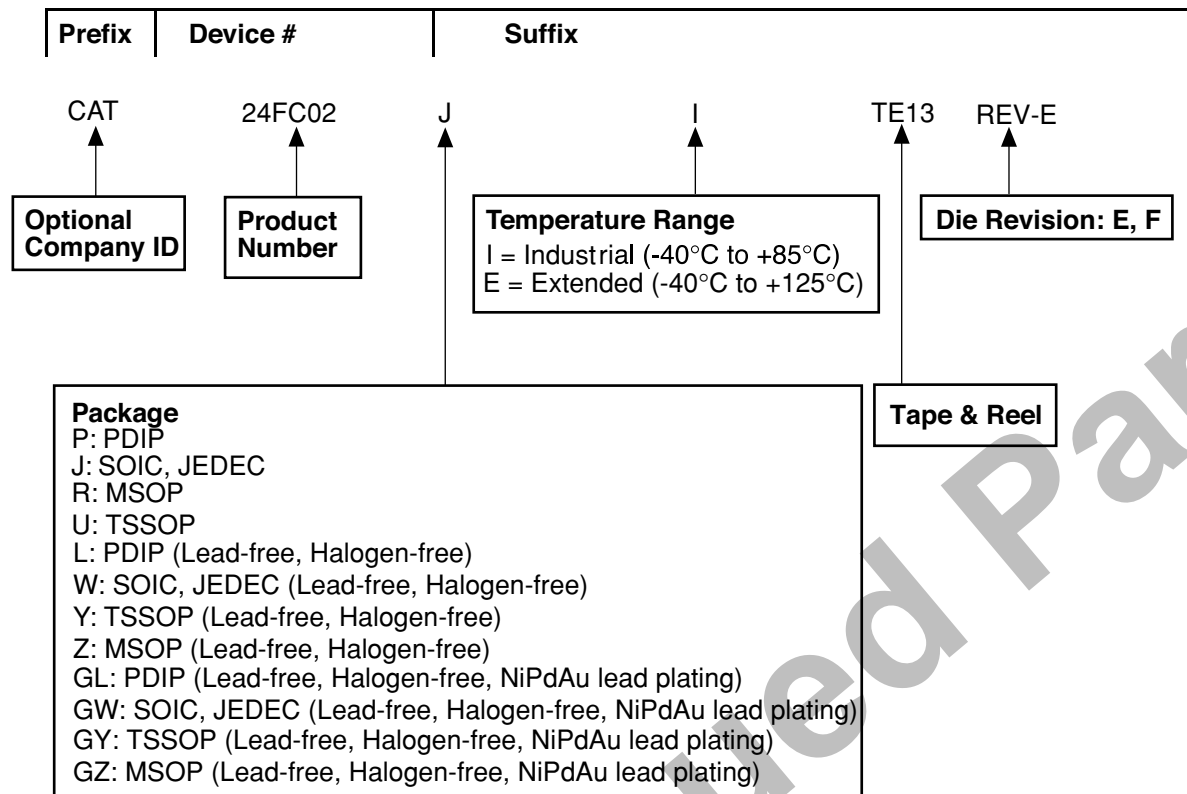 Prefix Device # Suffix
CAT 24FC02 J I TE13 REV-E
Optional
Company ID
Product
Number
Temperature Range
I = Industrial (-40°C to +85°C)
E = Extended (-40°C to +125°C)
Die Revision: E, F
Package
P: PDIP
J: SOIC, JEDEC
R: MSOP
U: TSSOP
L: PDIP (Lead-free, Halogen-free)
W: SOIC, JEDEC (Lead-free, Halogen-free)
Y: TSSOP (Lead-free, Halogen-free)
Z: MSOP (Lead-free, Halogen-free)
GL: PDIP (Lead-free, Halogen-free, NiPdAu lead plating)
GW: SOIC, JEDEC (Lead-free, Halogen-free, NiPdAu lead plating)
GY: TSSOP (Lead-free, Halogen-free, NiPdAu lead plating)
GZ: MSOP (Lead-free, Halogen-free, NiPdAu lead plating)
Tape & Reel